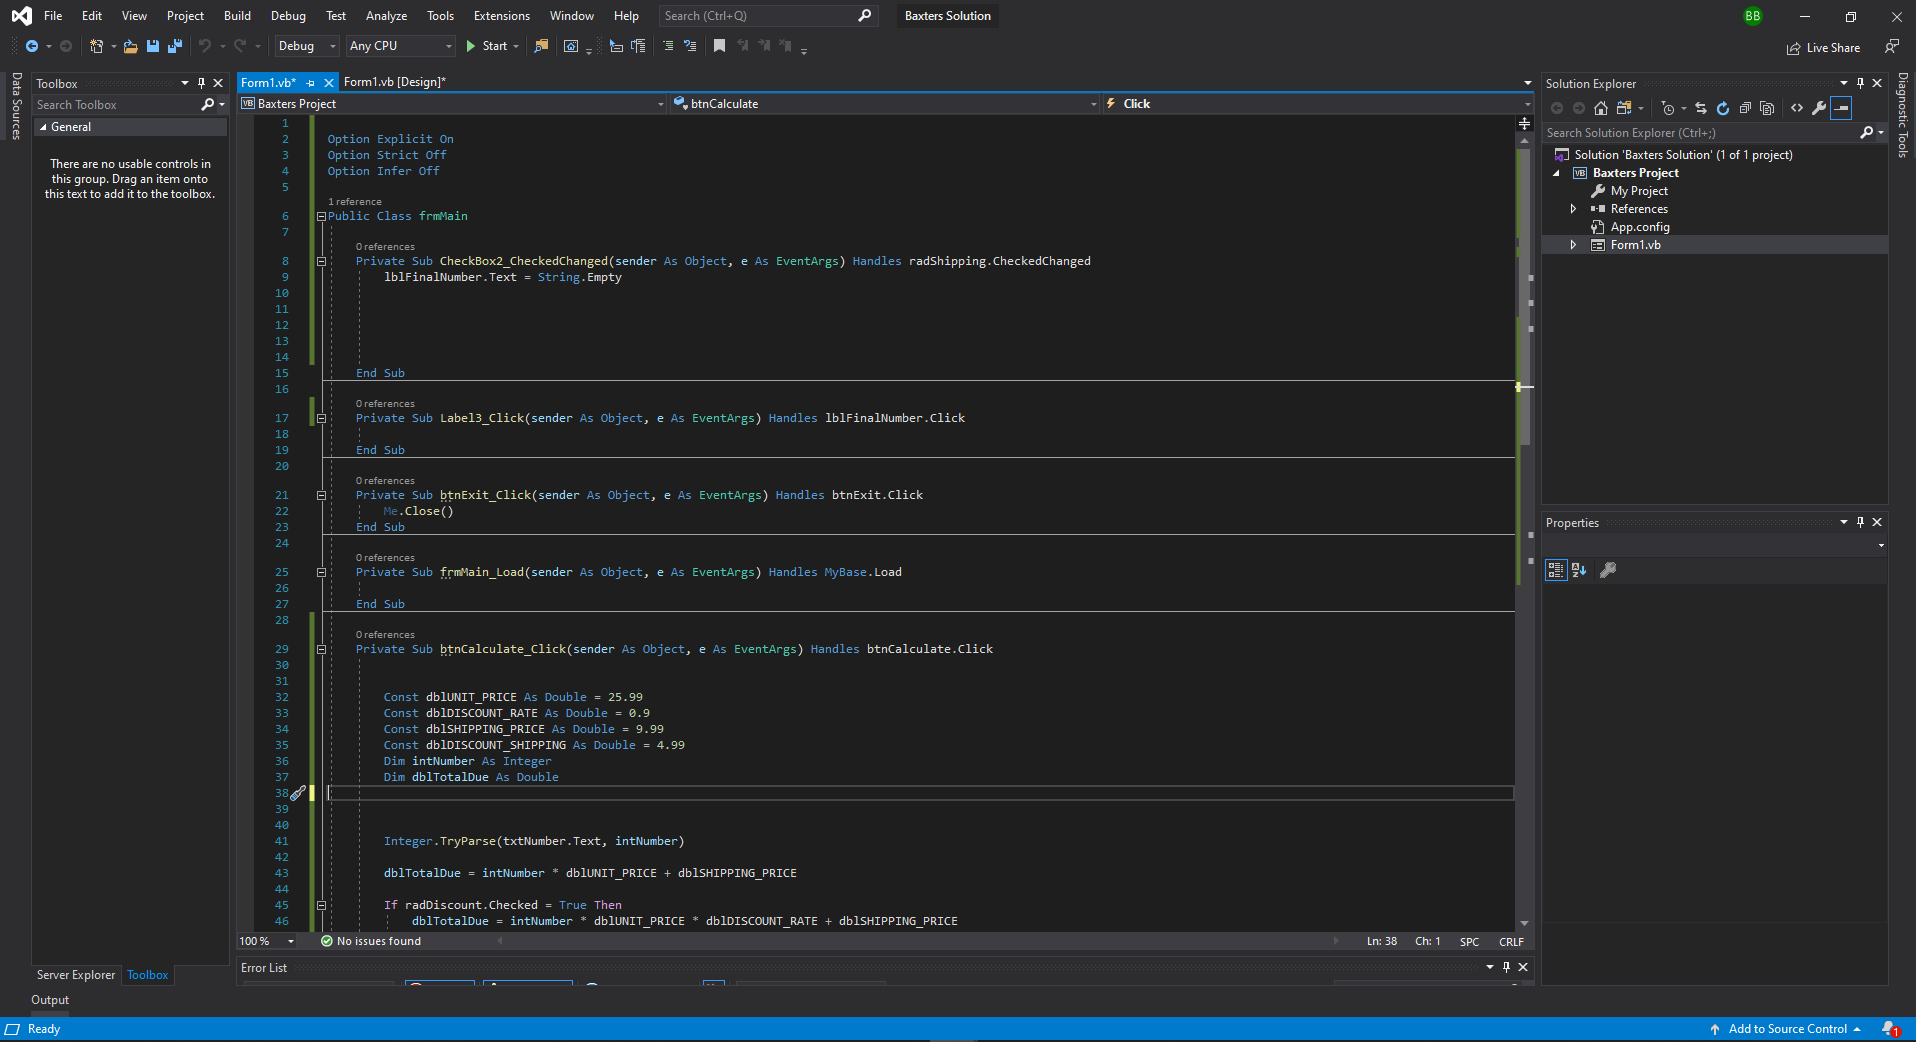 File Edit View Project Build Debug Test Analyze Tools Extensions Window Help Search (Ctrl+Q) Baxters Solution BB
Debug Any CPU Start Live Share
Data Sources
Toolbox
Search Toolbox
General
There are no usable controls in
this group. Drag an item onto
this text to add it to the toolbox.
Server Explorer Toolbox
Output
Form1.vb* Form1.vb [Design]*
VB Baxters Project btnCalculate Click
1
2 Option Explicit On
3 Option Strict Off
4 Option Infer Off
5
1 reference
6 Public Class frmMain
7
0 references
8 Private Sub CheckBox2_CheckedChanged(sender As Object, e As EventArgs) Handles radShipping.CheckedChanged
9 lblFinalNumber.Text = String.Empty
10
11
12
13
14
15 End Sub
16
0 references
17 Private Sub Label3_Click(sender As Object, e As EventArgs) Handles lblFinalNumber.Click
18
19 End Sub
20
0 references
21 Private Sub btnExit_Click(sender As Object, e As EventArgs) Handles btnExit.Click
22 Me.Close()
23 End Sub
24
0 references
25 Private Sub frmMain_Load(sender As Object, e As EventArgs) Handles MyBase.Load
26
27 End Sub
28
0 references
29 Private Sub btnCalculate_Click(sender As Object, e As EventArgs) Handles btnCalculate.Click
30
31
32 Const dblUNIT_PRICE As Double = 25.99
33 Const dblDISCOUNT_RATE As Double = 0.9
34 Const dblSHIPPING_PRICE As Double = 9.99
35 Const dblDISCOUNT_SHIPPING As Double = 4.99
36 Dim intNumber As Integer
37 Dim dblTotalDue As Double
38
39
40
41 Integer.TryParse(txtNumber.Text, intNumber)
42
43 dblTotalDue = intNumber * dblUNIT_PRICE + dblSHIPPING_PRICE
44
45 If radDiscount.Checked = True Then
46 dblTotalDue = intNumber * dblUNIT_PRICE * dblDISCOUNT_RATE + dblSHIPPING_PRICE
100 % No issues found Ln: 38 Ch: 1 SPC CRLF
Error List
Solution Explorer
Search Solution Explorer (Ctrl+;)
Solution 'Baxters Solution' (1 of 1 project)
VB Baxters Project
My Project
References
App.config
Form1.vb
Properties
Diagnostic Tools
Ready Add to Source Control 1